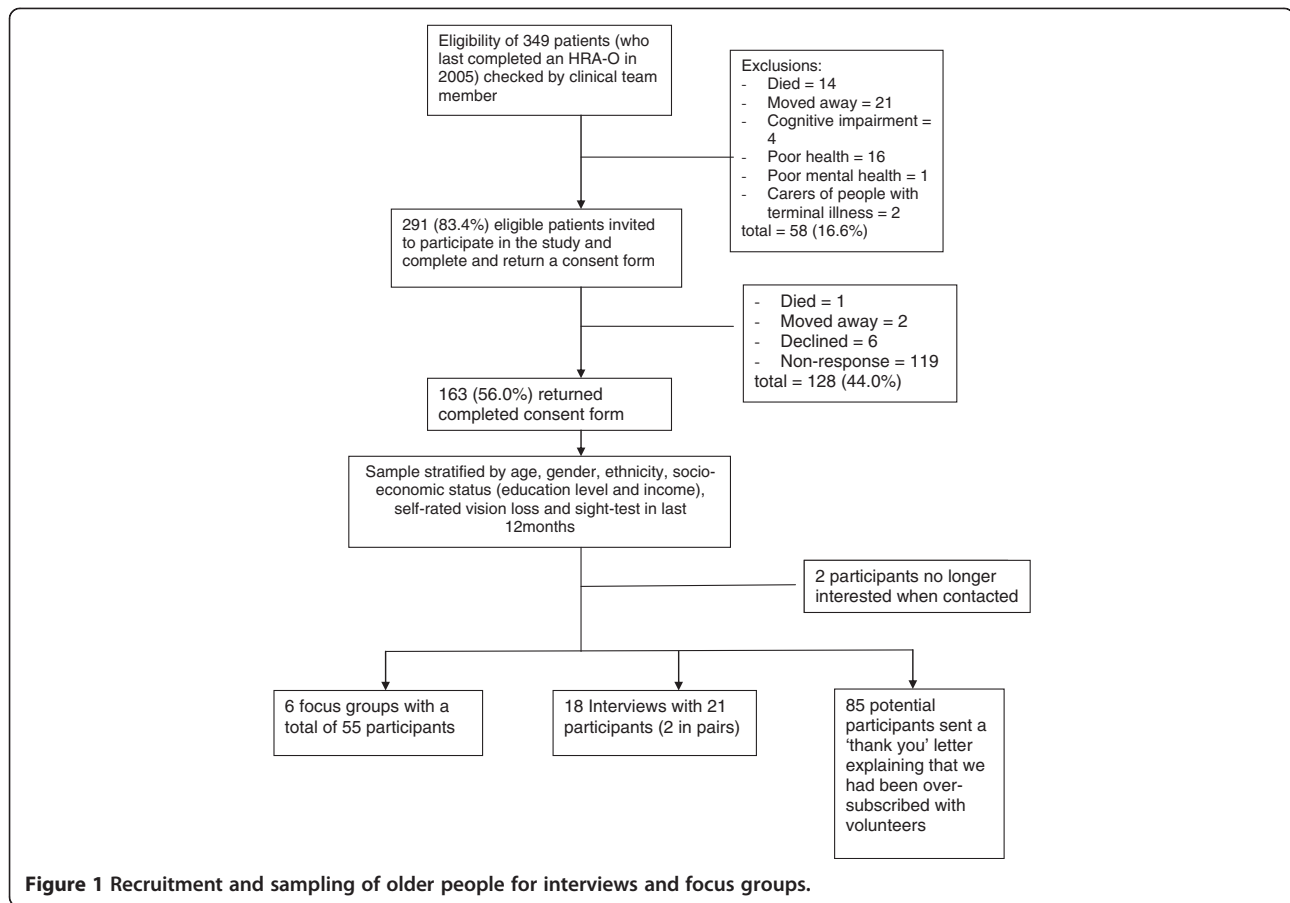 Eligibility of 349 patients (who
last completed an HRA-O in
2005) checked by clinical team
member
Exclusions:
- Died = 14
- Moved away = 21
- Cognitive impairment =
4
- Poor health = 16
- Poor mental health = 1
- Carers of people with
terminal illness = 2
total = 58 (16.6%)
291 (83.4%) eligible patients invited
to participate in the study and
complete and return a consent form
- Died = 1
- Moved away = 2
- Declined = 6
- Non-response = 119
total = 128 (44.0%)
163 (56.0%) returned
completed consent form
Sample stratified by age, gender, ethnicity, socio-
economic status (education level and income),
self-rated vision loss and sight-test in last
12months
2 participants no longer
interested when contacted
6 focus groups with a
total of 55 participants
18 Interviews with 21
participants (2 in pairs)
85 potential
participants sent a
‘thank you’ letter
explaining that we
had been over-
subscribed with
volunteers
Figure 1 Recruitment and sampling of older people for interviews and focus groups.